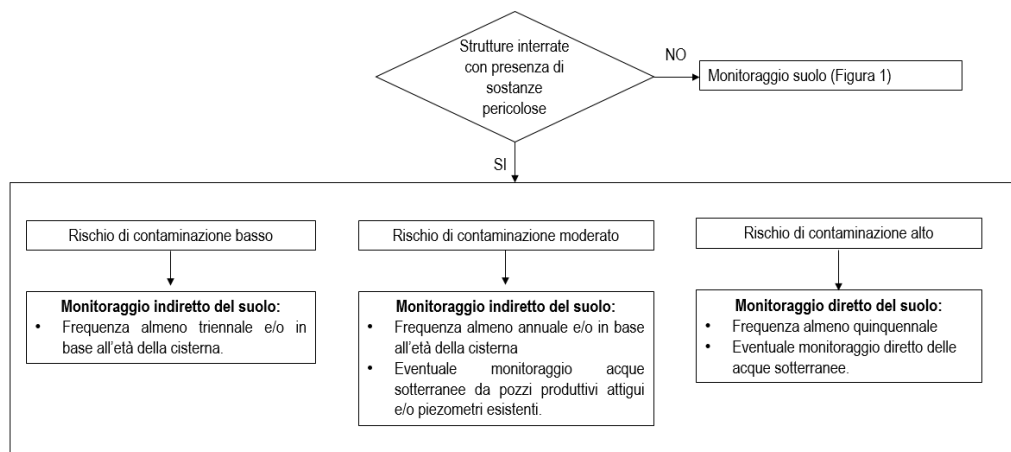 Strutture interrate
con presenza di
sostanze
pericolose
NO
Monitoraggio suolo (Figura 1)
SI
Rischio di contaminazione basso
Monitoraggio indiretto del suolo:
• Frequenza almeno triennale e/o in
base all'età della cisterna.
Rischio di contaminazione moderato
Monitoraggio indiretto del suolo:
• Frequenza almeno annuale e/o in base
all'età della cisterna
• Eventuale monitoraggio acque
sotterranee da pozzi produttivi attigui
e/o piezometri esistenti.
Rischio di contaminazione alto
Monitoraggio diretto del suolo:
• Frequenza almeno quinquennale
• Eventuale monitoraggio diretto delle
acque sotterranee.